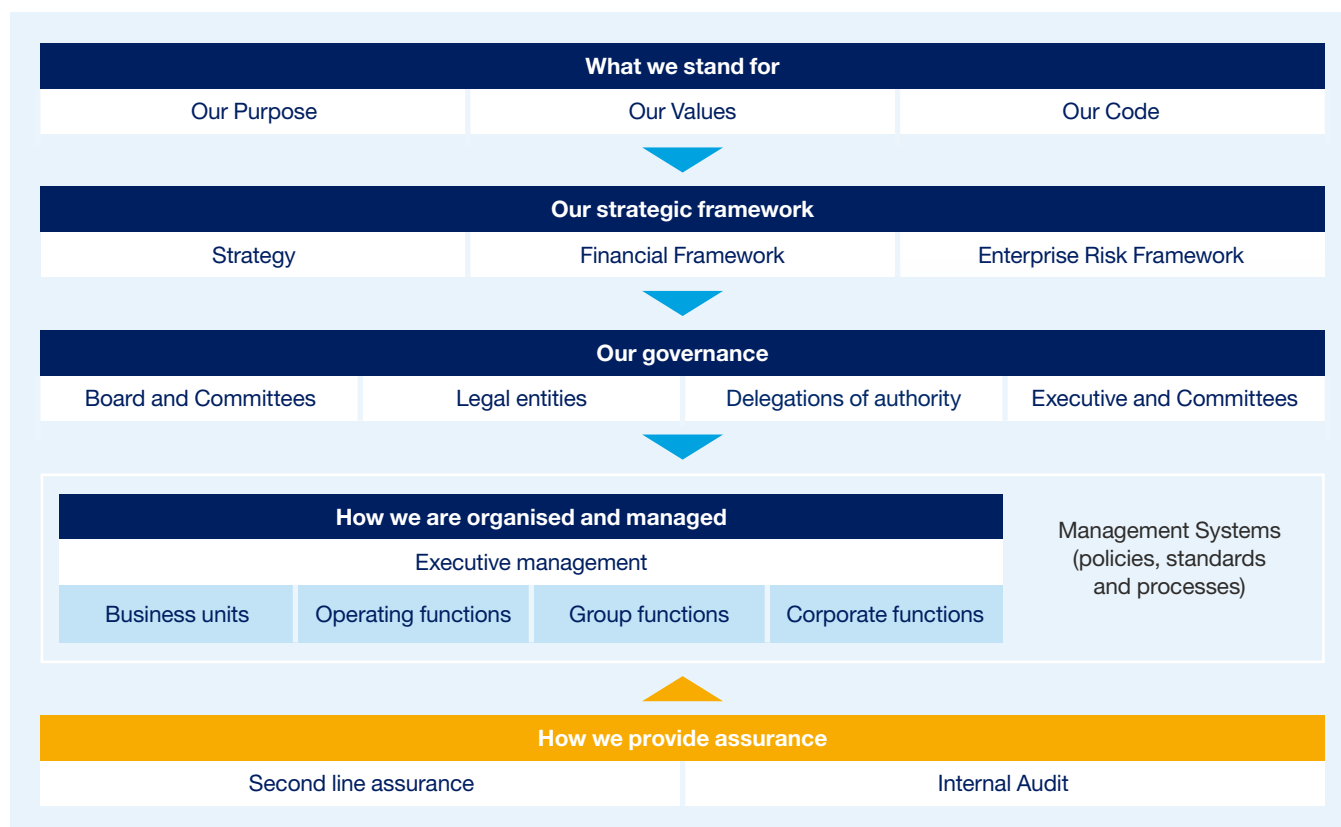 What we stand for
Our Purpose
Our Values
Our Code
Our strategic framework
Strategy
Financial Framework
Enterprise Risk Framework
Our governance
Board and Committees
Legal entities
Delegations of authority
Executive and Committees
How we are organised and managed
Executive management
Business units
Operating functions
Group functions
Corporate functions
Management Systems
(policies, standards
and processes)
How we provide assurance
Second line assurance
Internal Audit